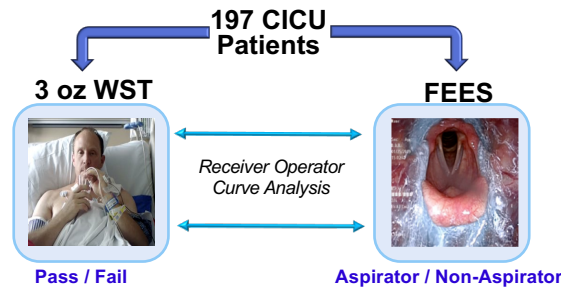 197 CICU
Patients
3 oz WST
FEES
Receiver Operator
Curve Analysis
Pass / Fail
Aspirator / Non-Aspirator